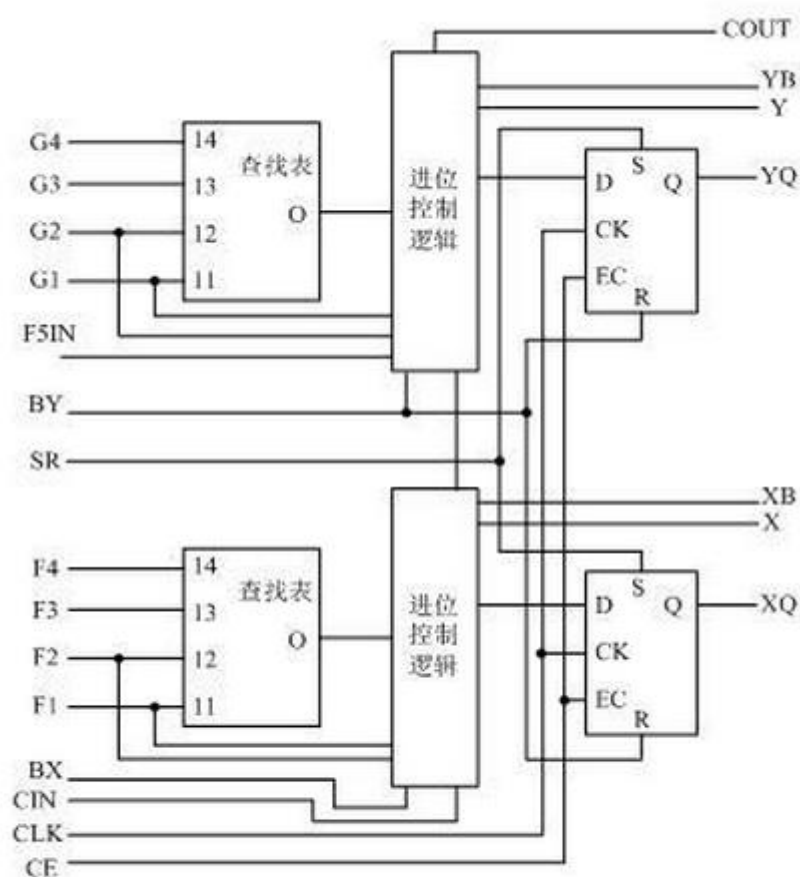 COUT
YB
Y
G4 14 查找表
G3 13
G2 12 O
G1 11
进位
控制
逻辑
S
D Q YQ
CK
EC
R
F5IN
BY
SR
XB
X
F4 14 查找表
F3 13
F2 12 O
F1 11
进位
控制
逻辑
S
D Q XQ
CK
EC
R
BX
CIN
CLK
CE